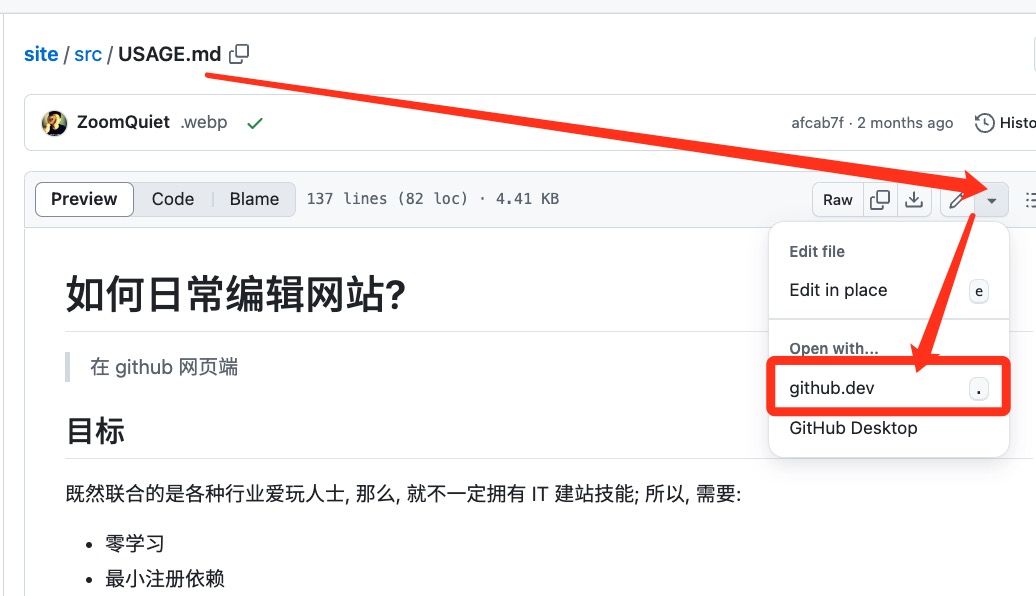 site / src / USAGE.md
ZoomQuiet .webp
afcab7f · 2 months ago
Histo
Preview Code Blame 137 lines (82 loc) · 4.41 KB
Raw
Edit file
Edit in place e
Open with...
github.dev .
GitHub Desktop
如何日常编辑网站?
在 github 网页端
目标
既然联合的是各种行业爱玩人士, 那么, 就不一定拥有 IT 建站技能; 所以, 需要:
• 零学习
• 最小注册依赖